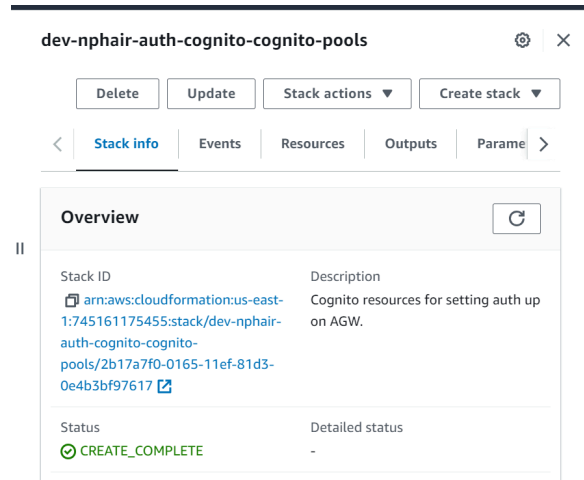 dev-nphair-auth-cognito-cognito-pools
Delete
Update
Stack actions
Create stack
Stack info
Events
Resources
Outputs
Parame
Overview
Stack ID
arn:aws:cloudformation:us-east-
1:745161175455:stack/dev-nphair-
auth-cognito-cognito-
pools/2b17a7f0-0165-11ef-81d3-
0e4b3bf97617
Description
Cognito resources for setting auth up
on AGW.
Status
CREATE_COMPLETE
Detailed status
-